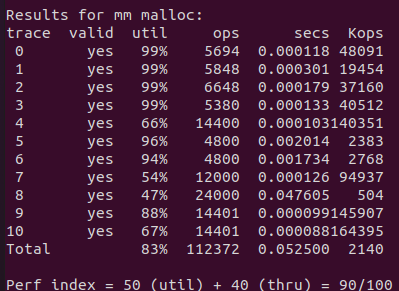 Results for mm malloc:
trace  valid  util     ops      secs  Kops
 0       yes   99%    5694  0.000118 48091
 1       yes   99%    5848  0.000301 19454
 2       yes   99%    6648  0.000179 37160
 3       yes   99%    5380  0.000133 40512
 4       yes   66%   14400  0.000103140351
 5       yes   96%    4800  0.002014  2383
 6       yes   94%    4800  0.001734  2768
 7       yes   54%   12000  0.000126 94937
 8       yes   47%   24000  0.047605   504
 9       yes   88%   14401  0.000099145907
10       yes   67%   14401  0.000088164395
Total          83%  112372  0.052500  2140
Perf index = 50 (util) + 40 (thru) = 90/100